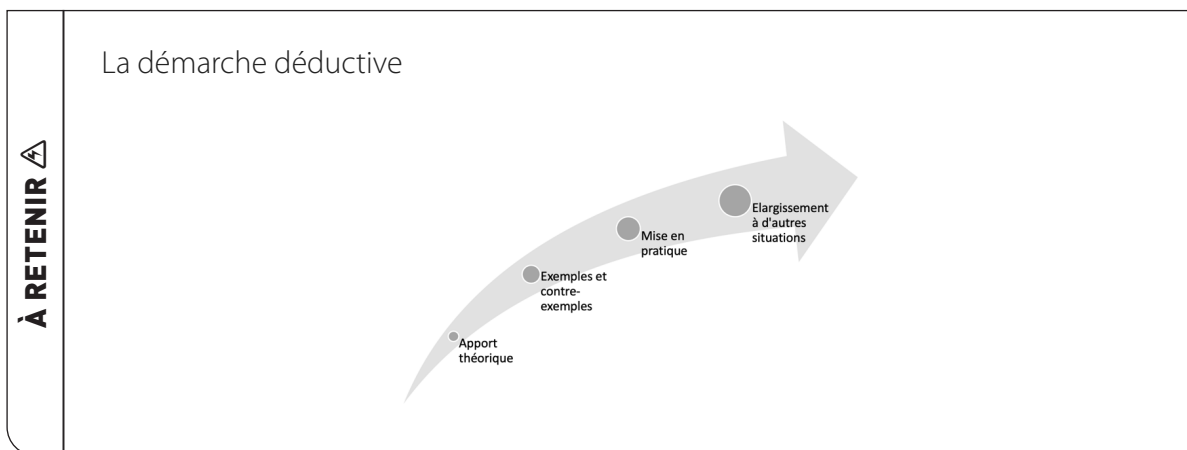 La démarche déductive
À RETENIR
Elargissement
à d'autres
situations
Mise en
pratique
Exemples et
contre-
exemples
Apport
théorique